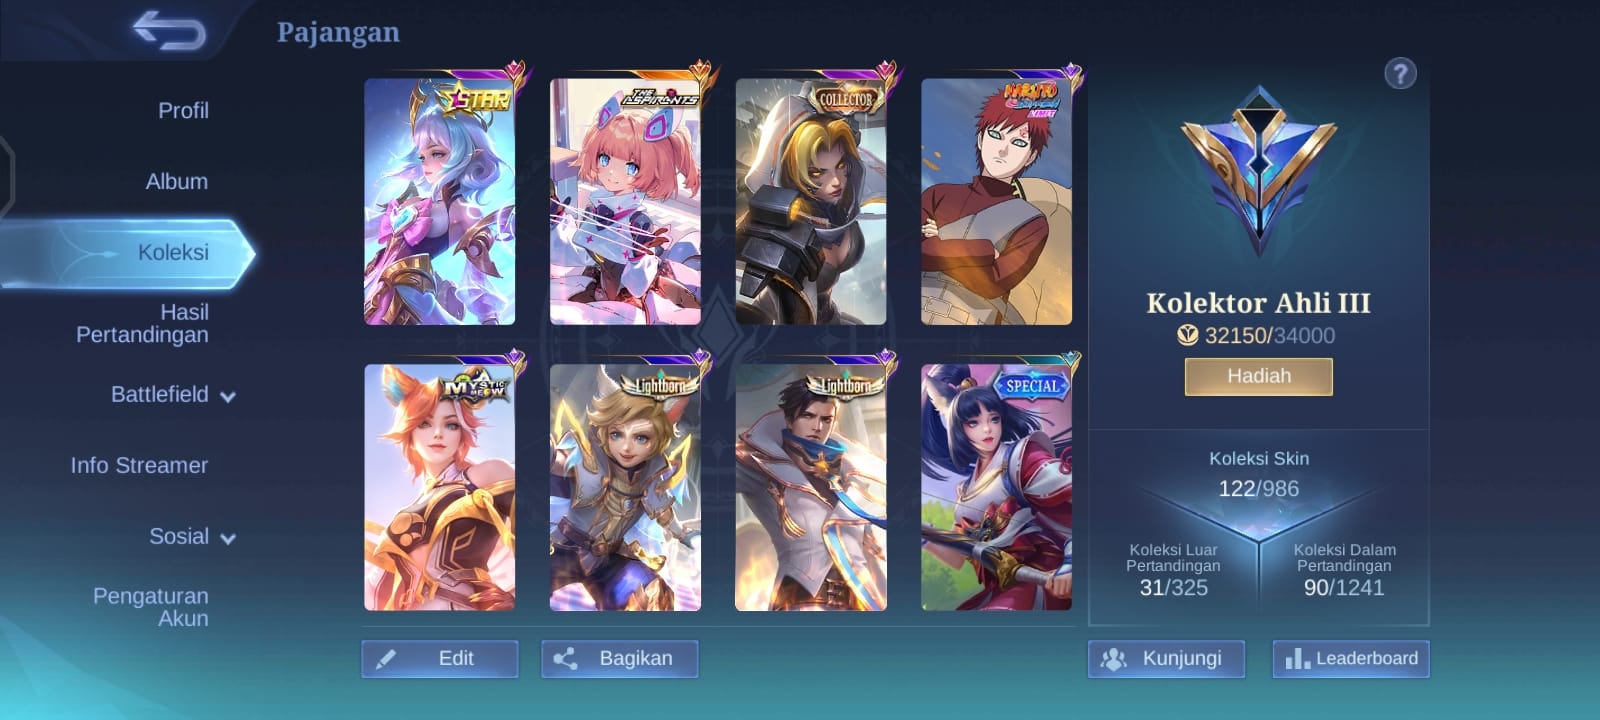 Pajangan
?
Profil
Album
Koleksi
Hasil
Pertandingan
Battlefield
Info Streamer
Sosial
Pengaturan
Akun
STAR
THE
ASPIRANTS
COLLECTOR
NARUTO
LIMIT
MYSTIC
MEOW
Lightborn
Lightborn
SPECIAL
Edit
Bagikan
Kolektor Ahli III
32150/34000
Hadiah
Koleksi Skin
122/986
Koleksi Luar
Pertandingan
31/325
Koleksi Dalam
Pertandingan
90/1241
Kunjungi
Leaderboard